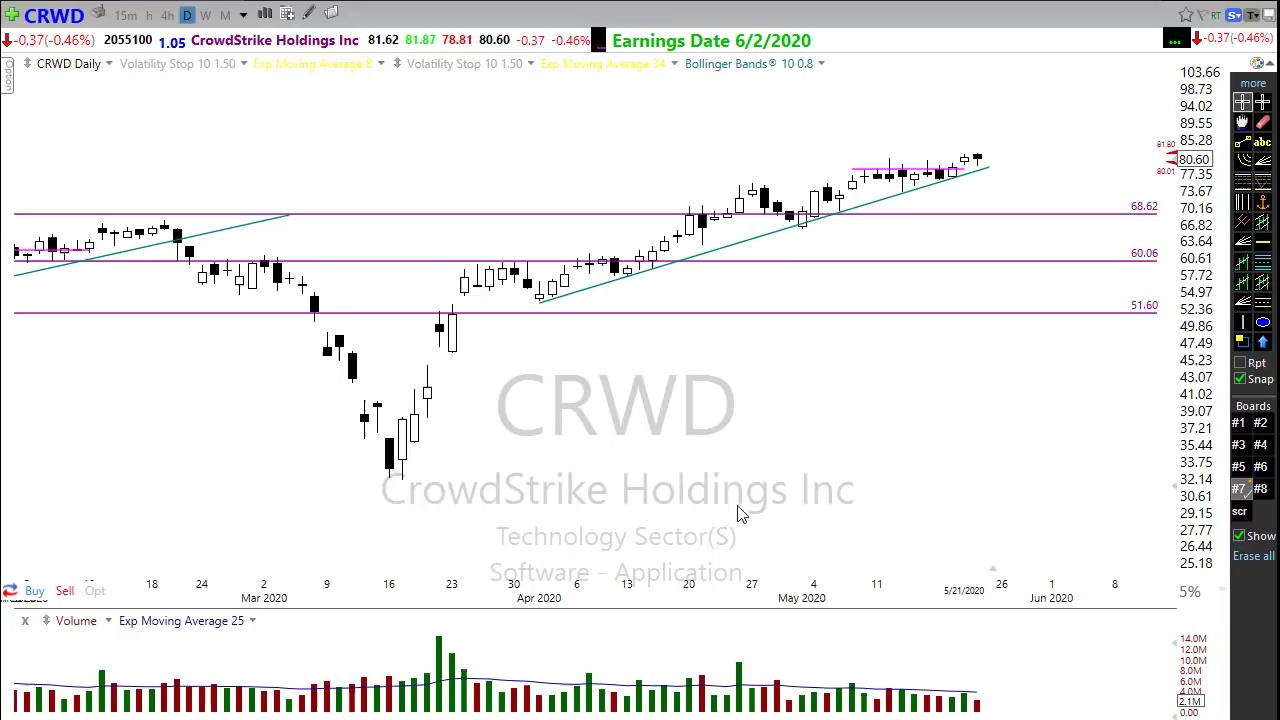 CRWD 15m h 4h D W M RT S T
-0.37(-0.46%) 2055100 1.05 CrowdStrike Holdings Inc 81.62 81.87 78.81 80.60 -0.37 -0.46% Earnings Date 6/2/2020 ... -0.37(-0.46%)
Option
CRWD Daily Volatility Stop 10 1.50 Exp Moving Average 8 Volatility Stop 10 1.50 Exp Moving Average 34 Bollinger Bands® 10 0.8
103.66
98.73
94.02
89.55
85.28
81.80
80.60
80.01
77.35
73.67
70.16
68.62
66.82
63.64
60.61
60.06
57.72
54.97
52.36
51.60
49.86
47.49
45.23
43.07
41.02
39.07
37.21
35.44
33.75
32.14
30.61
29.15
27.77
26.44
25.18
CRWD
CrowdStrike Holdings Inc
Technology Sector(S)
Software - Application
18 24 2 9 16 23 30 6 13 20 27 4 11 5/21/2020 26 1 8
Mar 2020 April 2020 May 2020 Jun 2020
Buy Sell Opt
5%
X Volume Exp Moving Average 25
14.0M
12.0M
10.0M
8.0M
6.0M
4.0M
2.1M
0.00
more
abc
Rpt
Snap
Boards
#1 #2
#3 #4
#5 #6
#7 #8
scr
Show
Erase all